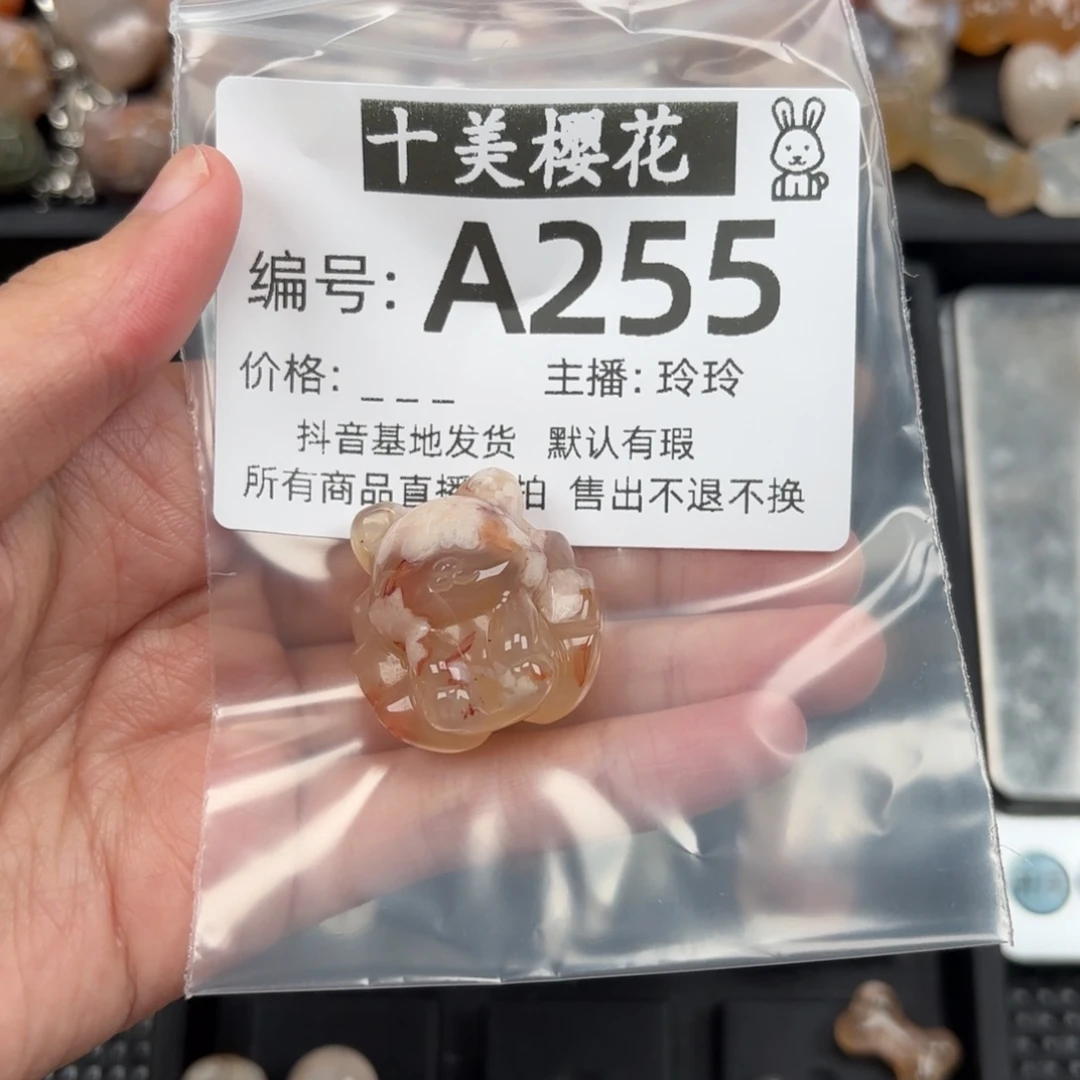 十美樱花
编号: A255
价格: _ _ _ 主播: 玲玲
抖音基地发货 默认有瑕
所有商品直播 拍 售出不退不换